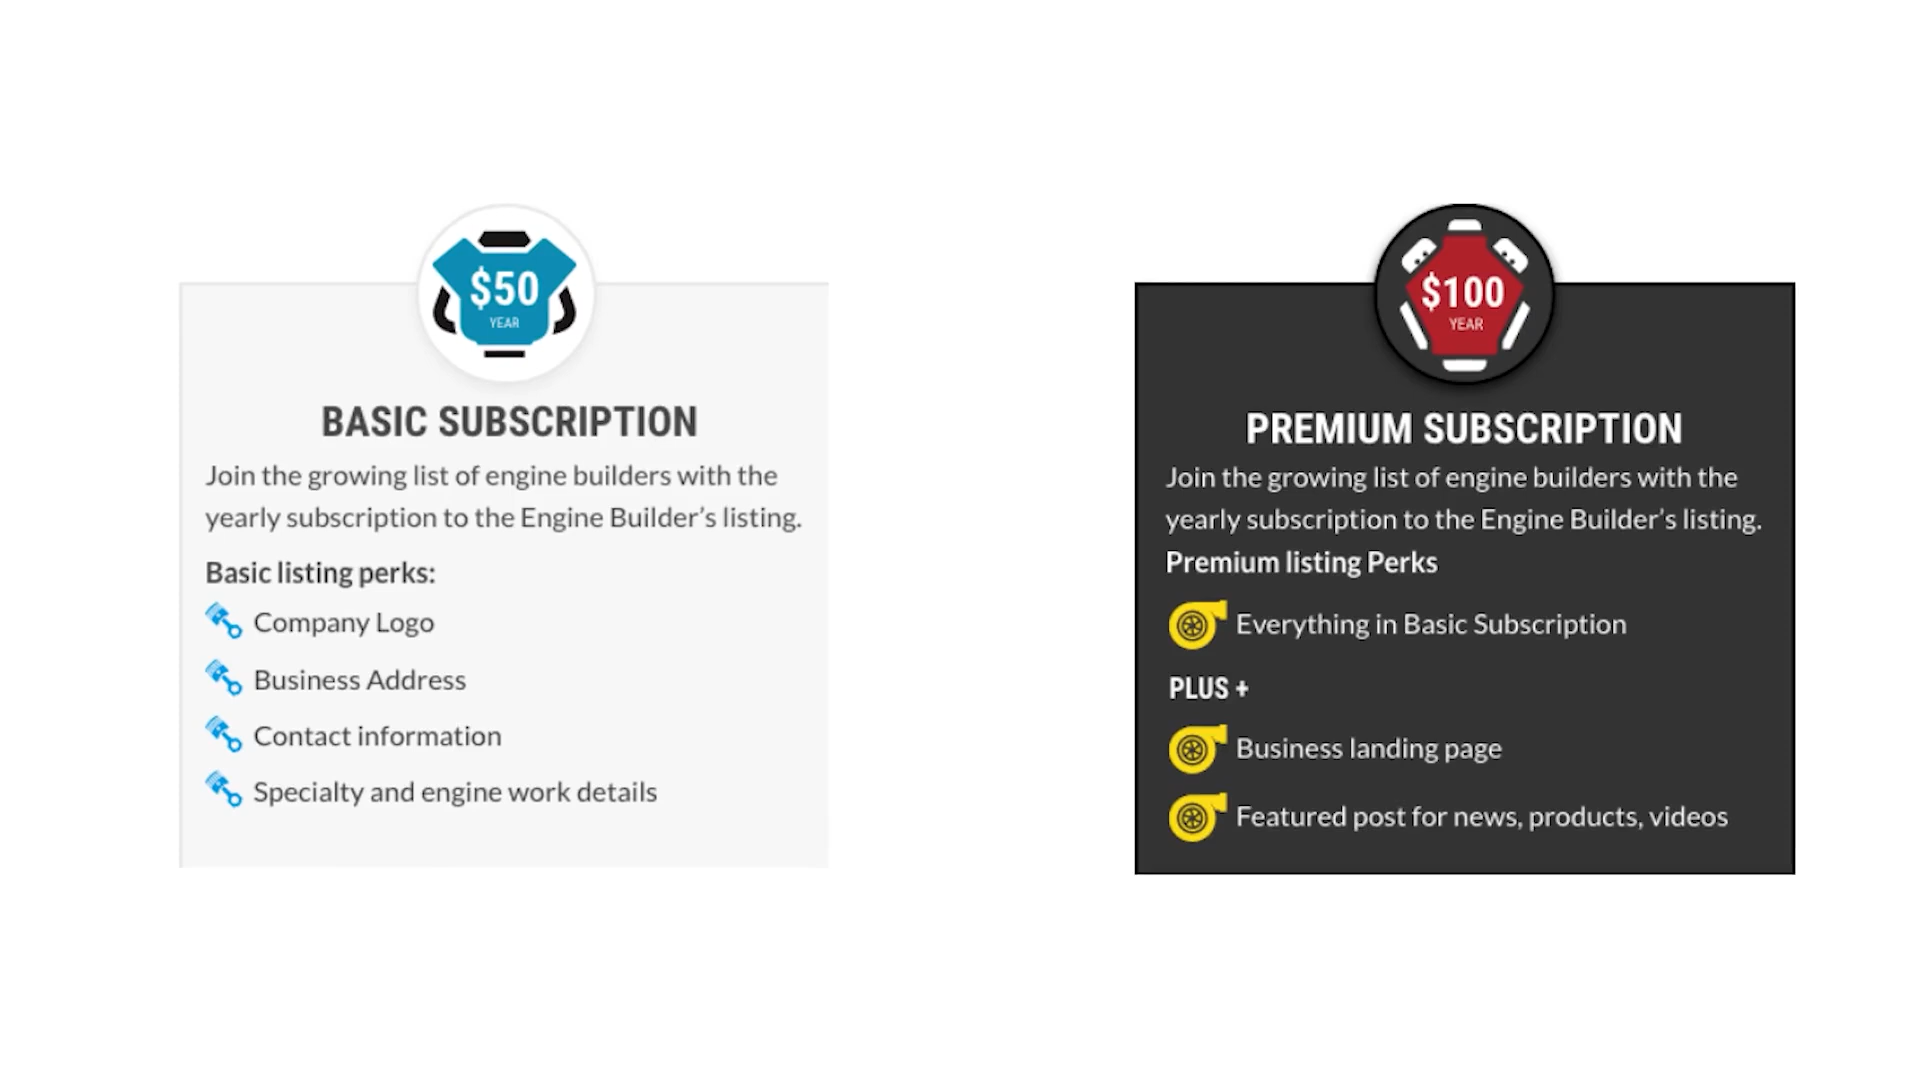 $50
YEAR
BASIC SUBSCRIPTION
Join the growing list of engine builders with the
yearly subscription to the Engine Builder’s listing.
Basic listing perks:
Company Logo
Business Address
Contact information
Specialty and engine work details
$100
YEAR
PREMIUM SUBSCRIPTION
Join the growing list of engine builders with the
yearly subscription to the Engine Builder’s listing.
Premium listing Perks
Everything in Basic Subscription
PLUS +
Business landing page
Featured post for news, products, videos